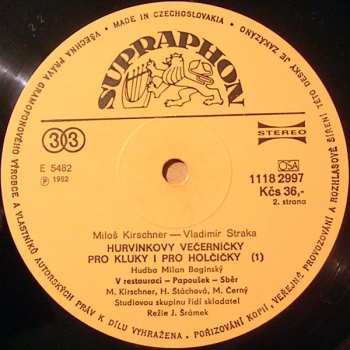 MADE IN CZECHOSLOVAKIA • VŠECHNA PRÁVA GRAMOFONOVÉHO VÝROBCE A VLASTNÍKŮ AUTORSKÝCH PRÁV K DÍLU VYHRAŽENA. POŘIZOVÁNÍ KOPIÍ, VEŘEJNÉ PROVOZOVÁNÍ A ROZHLASOVÉ ŠÍŘENÍ TÉTO DESKY JE ZAKÁZÁNO
SUPRAPHON
33
STEREO
E 5482
℗ 1982
OSA
1118 2997
Kčs 36,-
2. strana
Miloš Kirschner — Vladimír Straka
HURVÍNKOVY VEČERNIČKY
PRO KLUKY I PRO HOLČIČKY (1)
Hudba Milan Baginský
V restauraci – Papoušek – Sběr
M. Kirschner, H. Štáchová, M. Černý
Studiovou skupinu řídí skladatel
Režie J. Šrámek